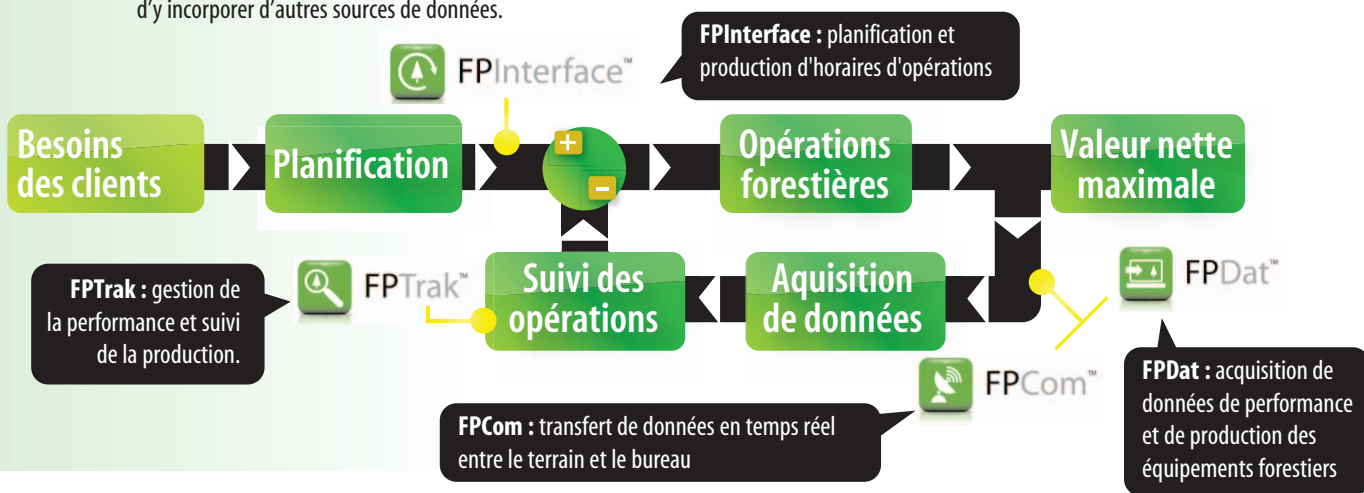 d'y incorporer d'autres sources de données.
FPInterface™
FPInterface : planification et
production d'horaires d'opérations
Besoins
des clients
Planification
+
-
Opérations
forestières
Valeur nette
maximale
FPTrak : gestion de
la performance et suivi
de la production.
FPTrak™
Suivi des
opérations
Aquisition
de données
FPDat™
FPCom™
FPCom : transfert de données en temps réel
entre le terrain et le bureau
FPDat : acquisition de
données de performance
et de production des
équipements forestiers